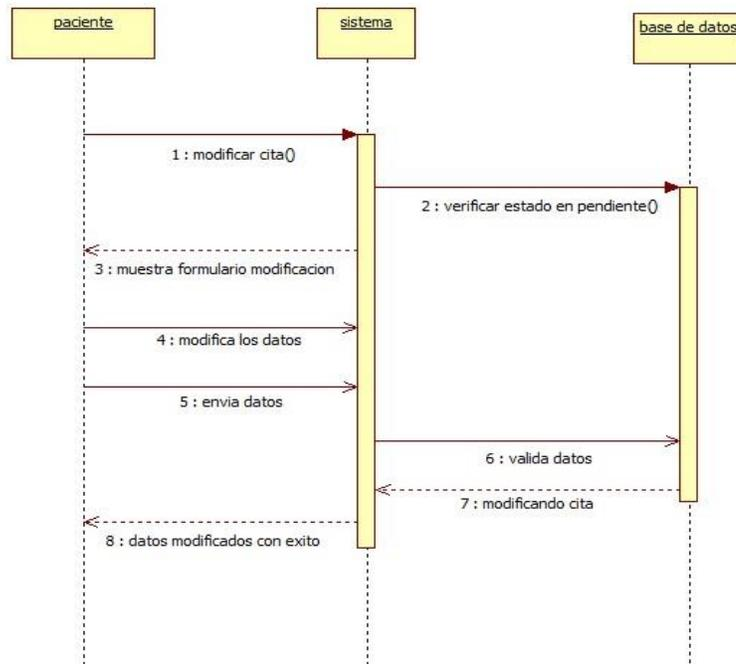 paciente
sistema
base de datos
1 : modificar cita()
2 : verificar estado en pendiente()
3 : muestra formulario modificacion
4 : modifica los datos
5 : envia datos
6 : valida datos
7 : modificando cita
8 : datos modificados con exito